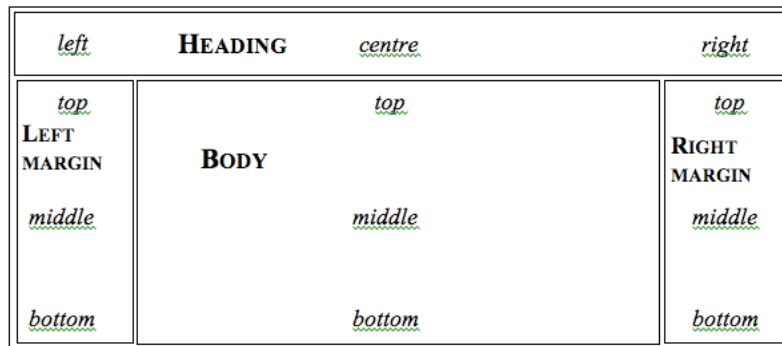 left HEADING centre right
top top top
LEFT MARGIN
BODY
RIGHT MARGIN
middle middle middle
bottom bottom bottom